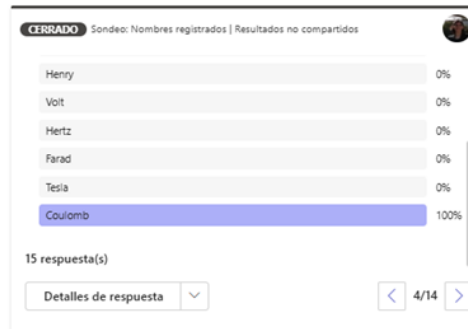 CERRADO Sondeo: Nombres registrados | Resultados no compartidos
Henry 0%
Volt 0%
Hertz 0%
Farad 0%
Tesla 0%
Coulomb 100%
15 respuesta(s)
Detalles de respuesta 4/14